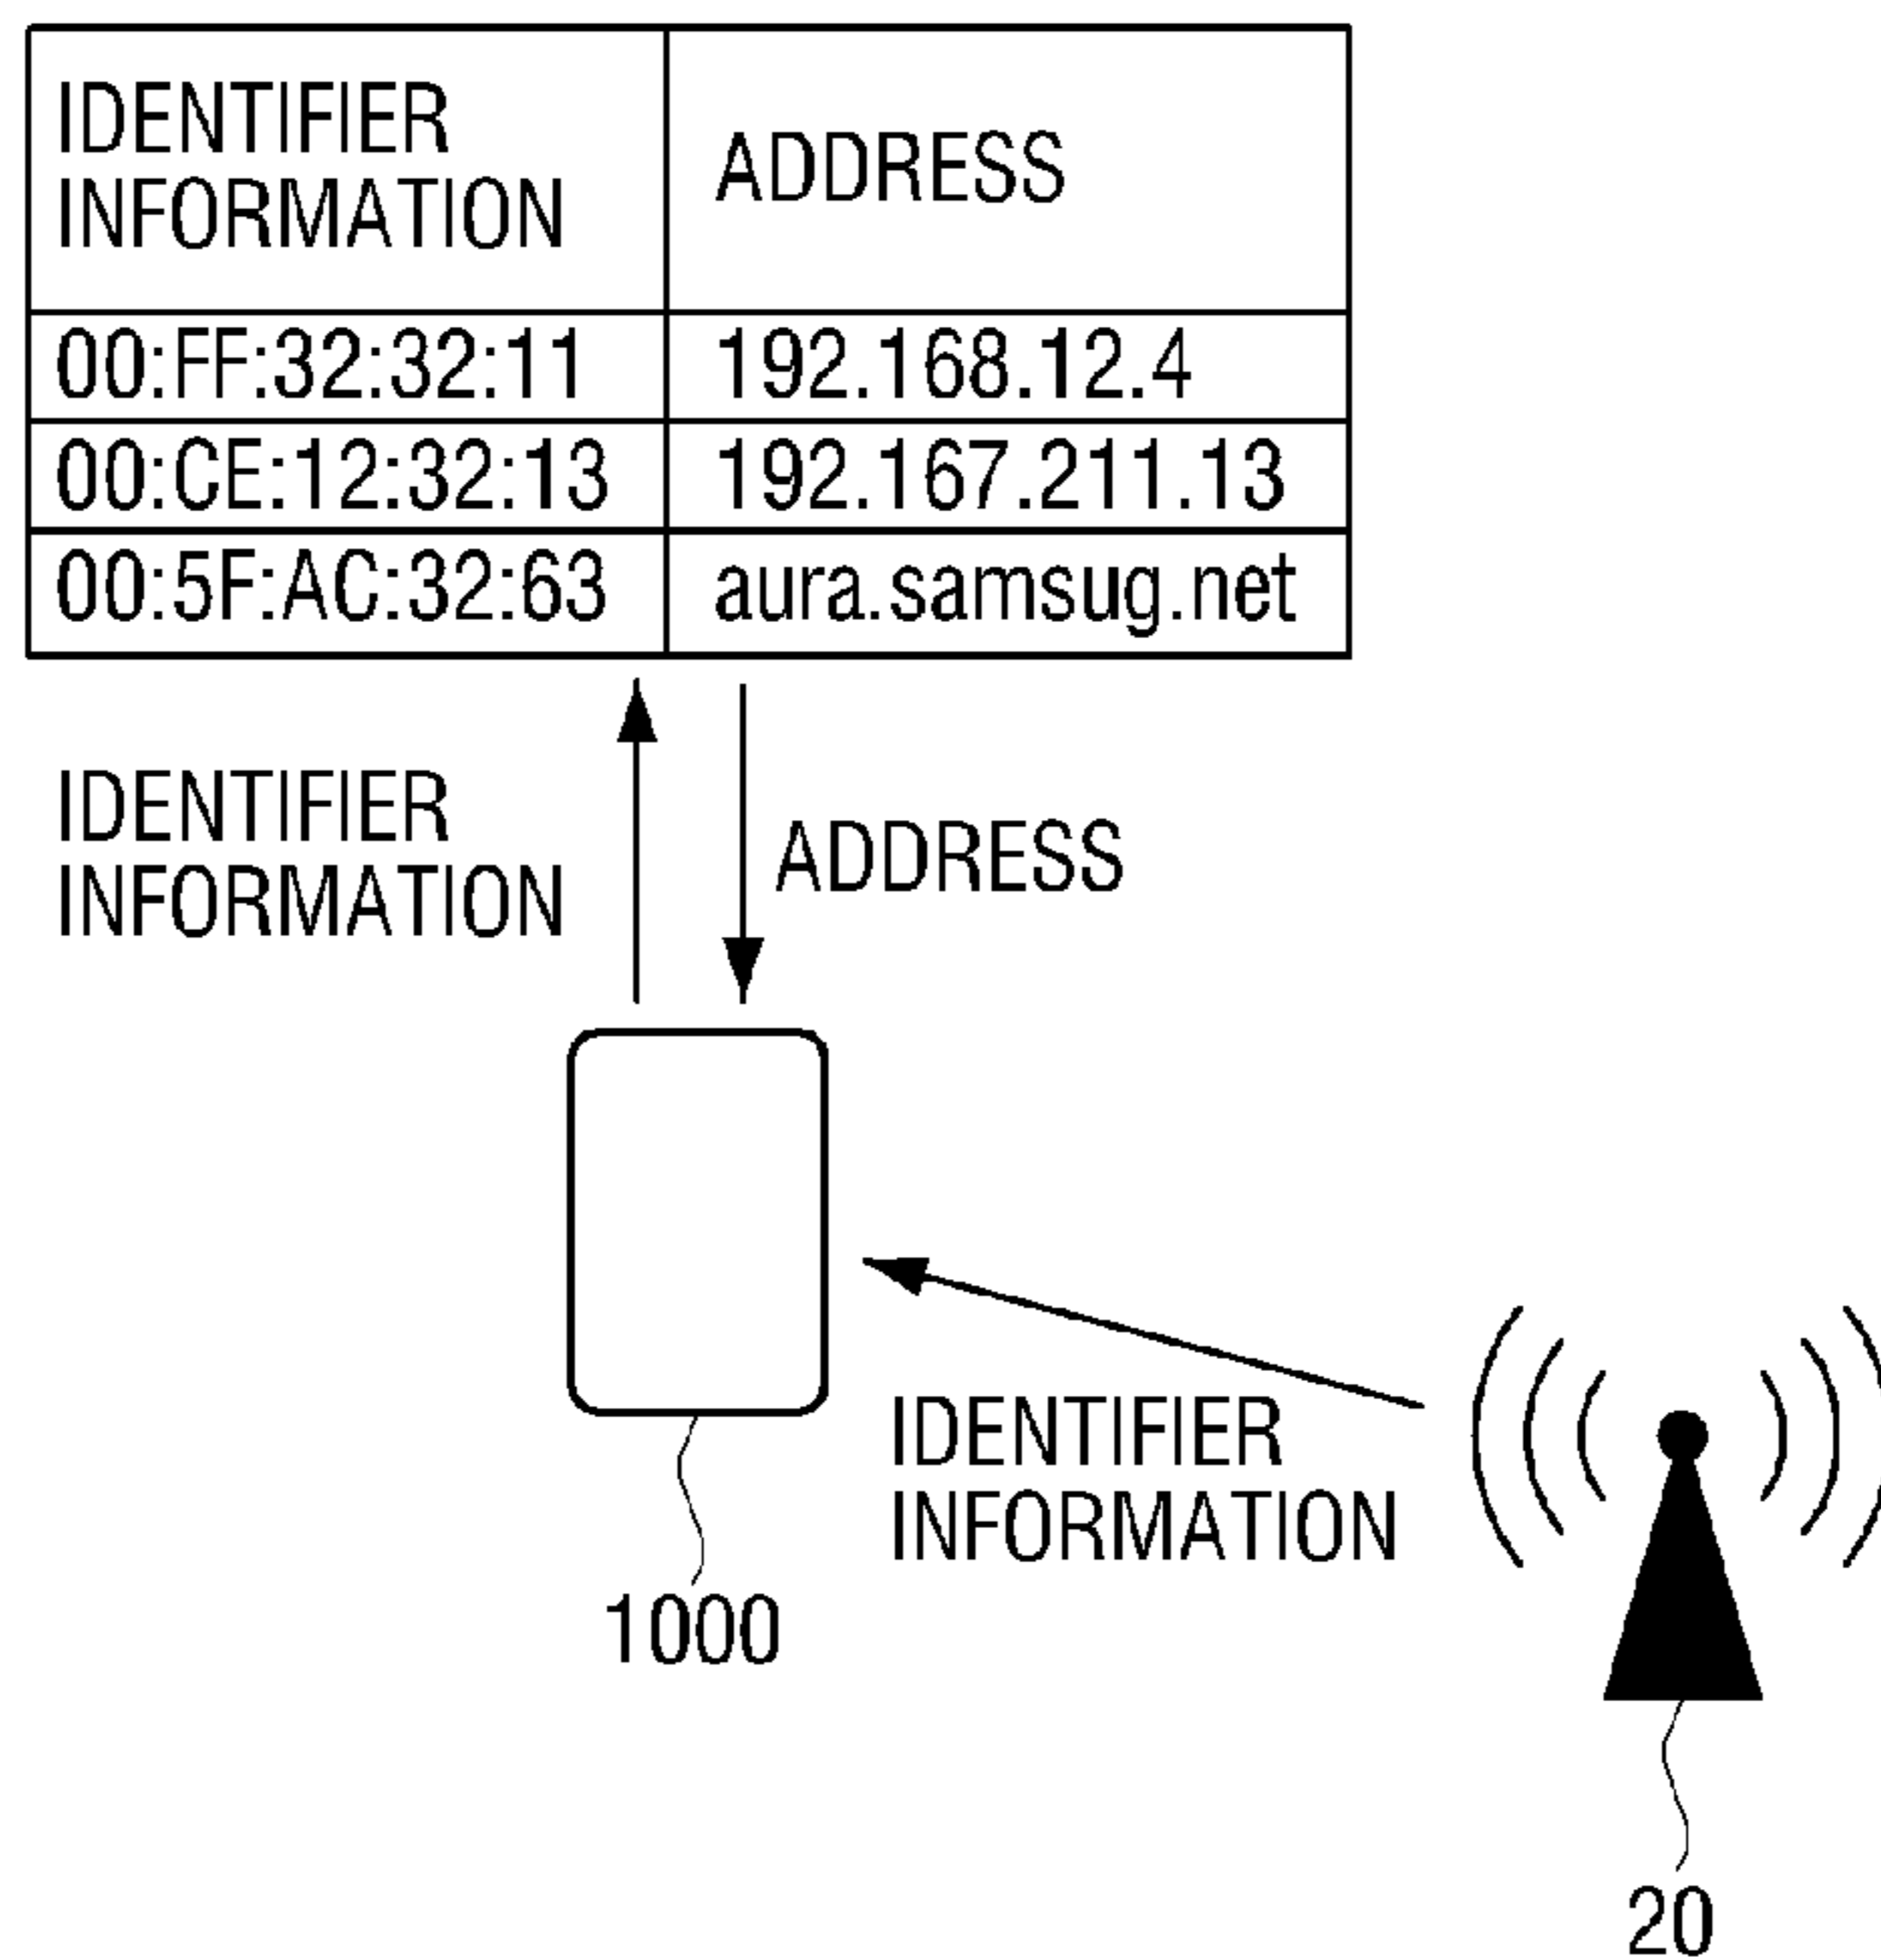 IDENTIFIER
INFORMATION
ADDRESS
00:FF:32:32:11 192.168.12.4
00:CE:12:32:13 192.167.211.13
00:5F:AC:32:63 aura.samsug.net
IDENTIFIER
INFORMATION
ADDRESS
IDENTIFIER
INFORMATION
1000
20